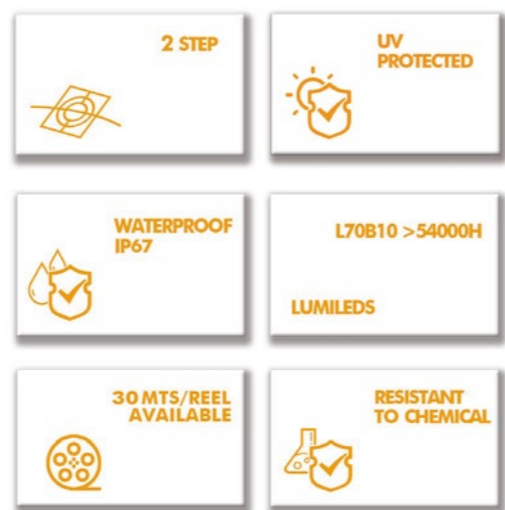 2 STEP
UV
PROTECTED
WATERPROOF
IP67
L70B10 >54000H
LUMILEDS
30 MTS/REEL
AVAILABLE
RESISTANT
TO CHEMICAL